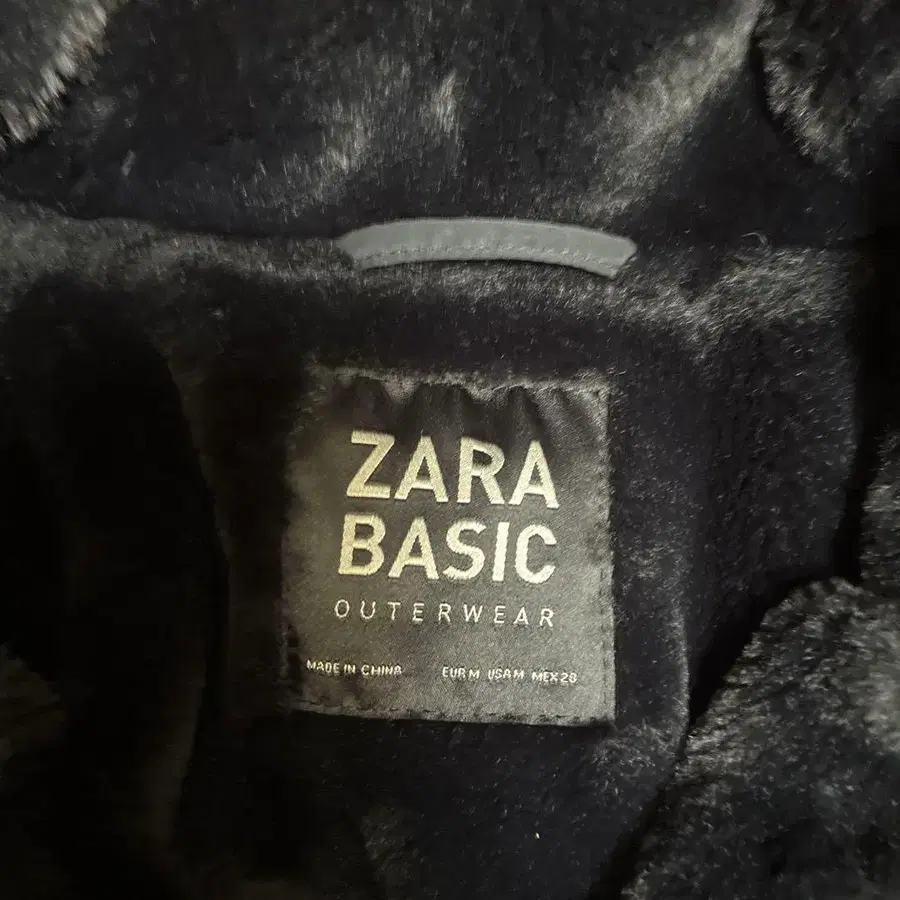 ZARA
BASIC
OUTERWEAR
MADE IN CHINA EUR M USA M MEX 28